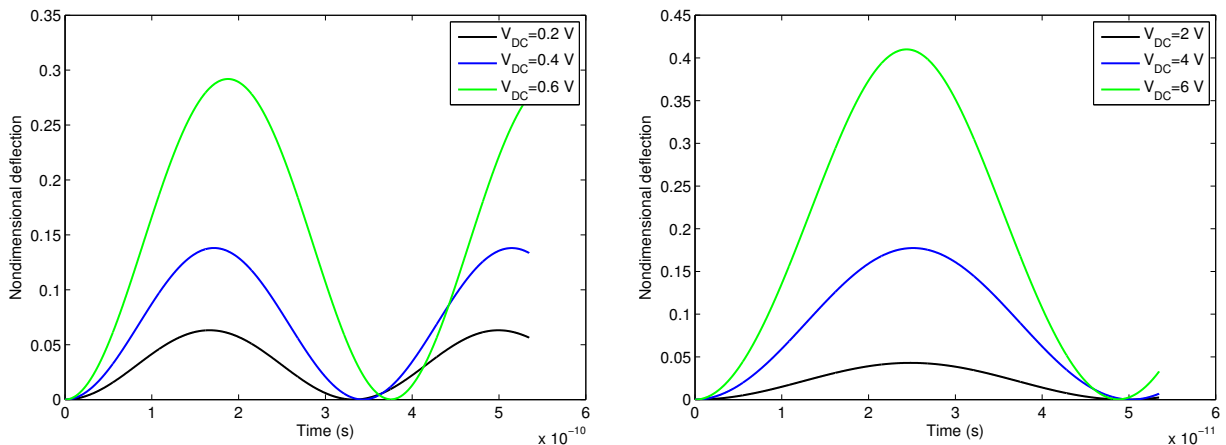 0.35
0.3
0.25
0.2
0.15
0.1
0.05
0
Nondimensional deflection
0
1
2
3
4
5
6
Time (s)
x 10^-10
V_DC=0.2 V
V_DC=0.4 V
V_DC=0.6 V
0.45
0.4
0.35
0.3
0.25
0.2
0.15
0.1
0.05
0
Nondimensional deflection
0
1
2
3
4
5
6
Time (s)
x 10^-11
V_DC=2 V
V_DC=4 V
V_DC=6 V